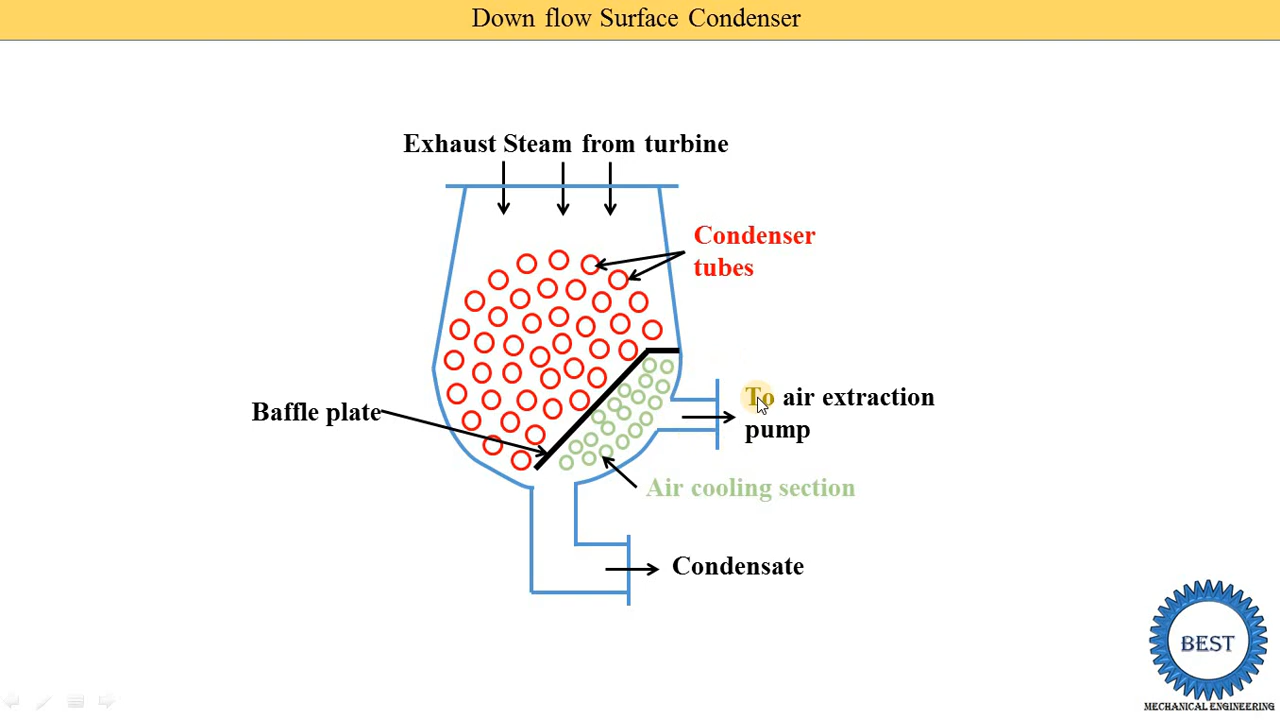 Down flow Surface Condenser
Exhaust Steam from turbine
Condenser
tubes
Baffle plate
To air extraction
pump
Air cooling section
Condensate
BEST
MECHANICAL ENGINEERING